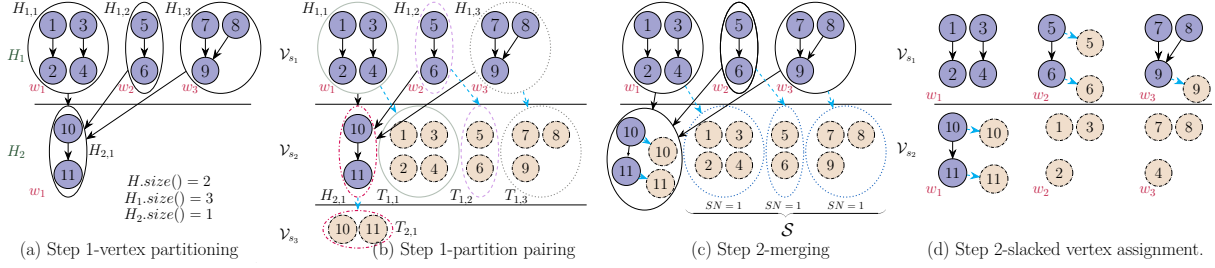 H₁,₁ 1 3 H₁,₂ 5 H₁,₃ 7 8
H₁ 2 4 6 9
w₁ w₂ w₃
10 H₂,₁
H₂
11
w₁
H.size() = 2
H₁.size() = 3
H₂.size() = 1
(a) Step 1-vertex partitioning
H₁,₁ 1 3 H₁,₂ 5 H₁,₃ 7 8
𝒱ₛ₁ 2 4 6 9
w₁ w₂ w₃
10 1 3 5 7 8
𝒱ₛ₂
11 2 4 6 9
H₂,₁ T₁,₁ T₁,₂ T₁,₃
𝒱ₛ₃ 10 11 T₂,₁
(b) Step 1-partition pairing
1 3 5 7 8
2 4 6 9
w₁ w₂ w₃
10 10 1 3 5 7 8
11 11 2 4 6 9
SN = 1 SN = 1 SN = 1
𝒮
(c) Step 2-merging
1 3 5 5 7 8
𝒱ₛ₁
2 4 6 6 9 9
w₁ w₂ w₃
10 10 1 3 7 8
𝒱ₛ₂
11 11 2 4
w₁ w₂ w₃
(d) Step 2-slacked vertex assignment.